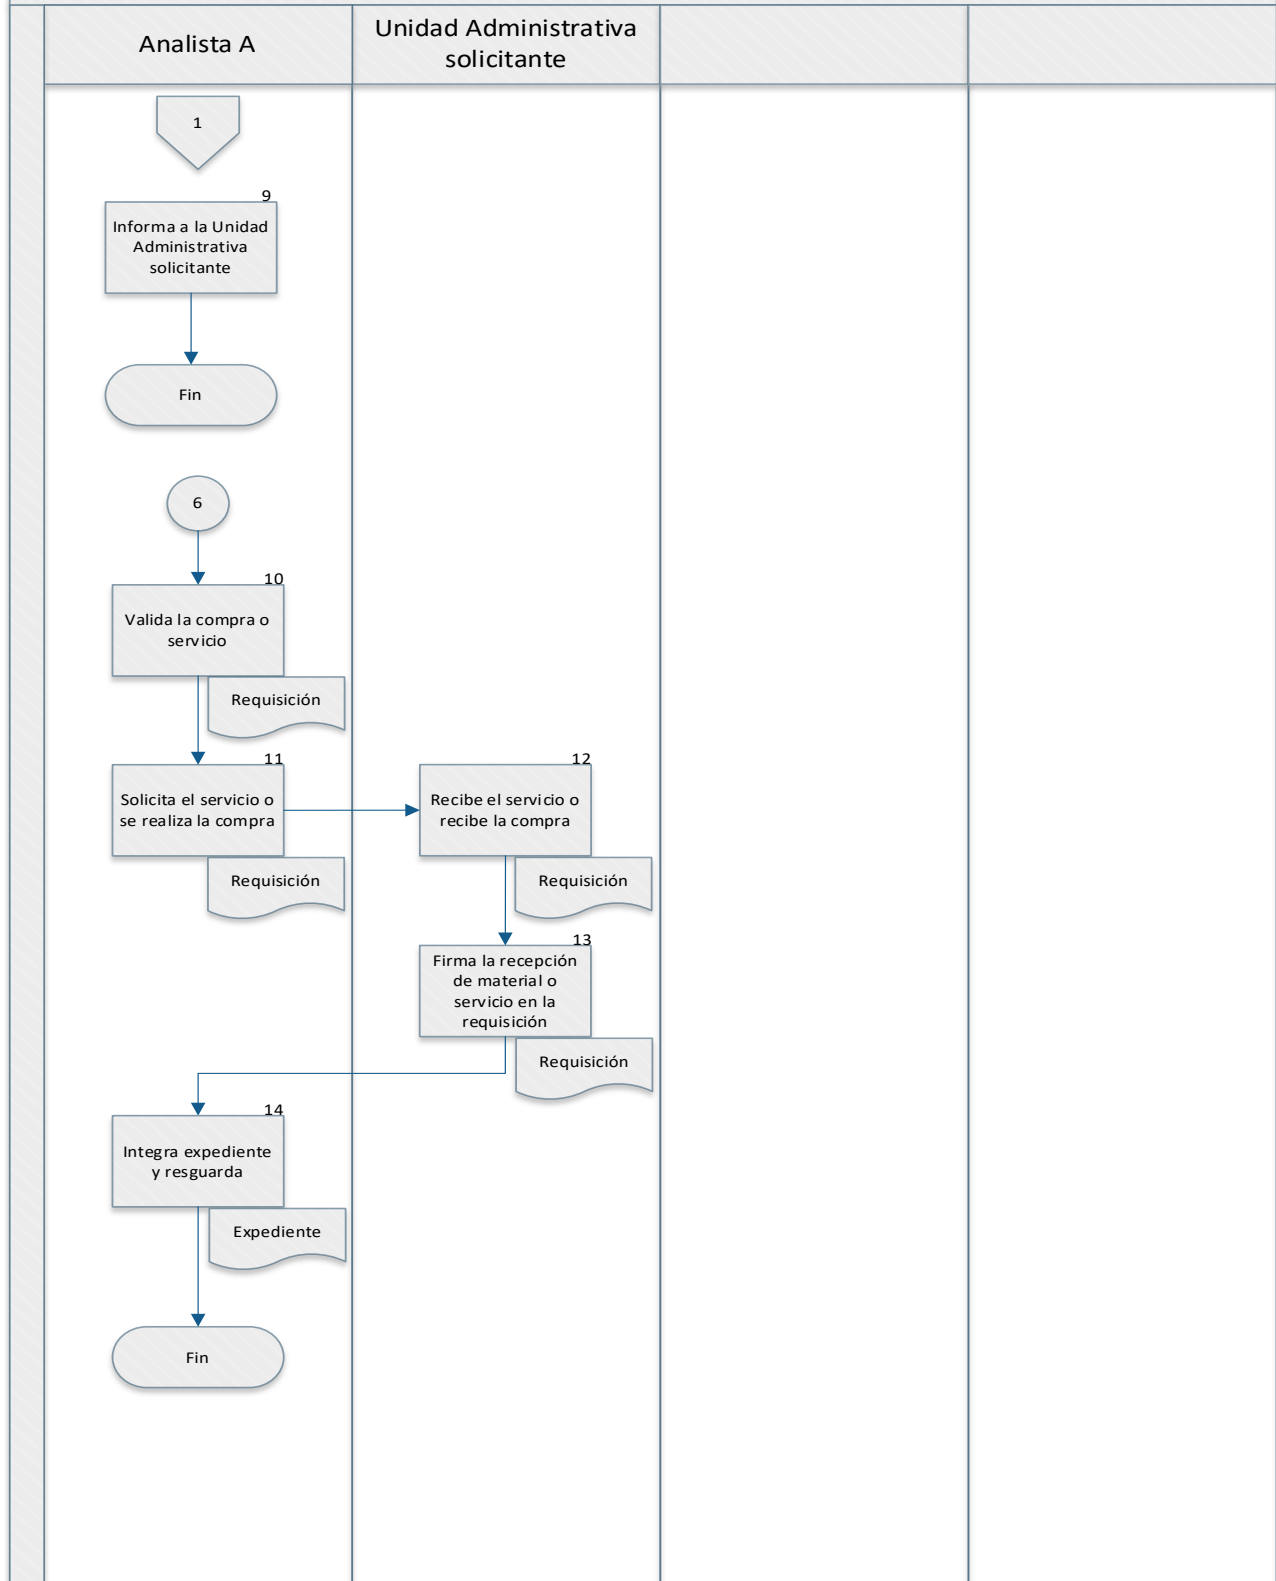 Analista A
Unidad Administrativa
solicitante
1
9
Informa a la Unidad
Administrativa
solicitante
Fin
6
10
Valida la compra o
servicio
Requisición
11
Solicita el servicio o
se realiza la compra
Requisición
12
Recibe el servicio o
recibe la compra
Requisición
13
Firma la recepción
de material o
servicio en la
requisición
Requisición
14
Integra expediente
y resguarda
Expediente
Fin